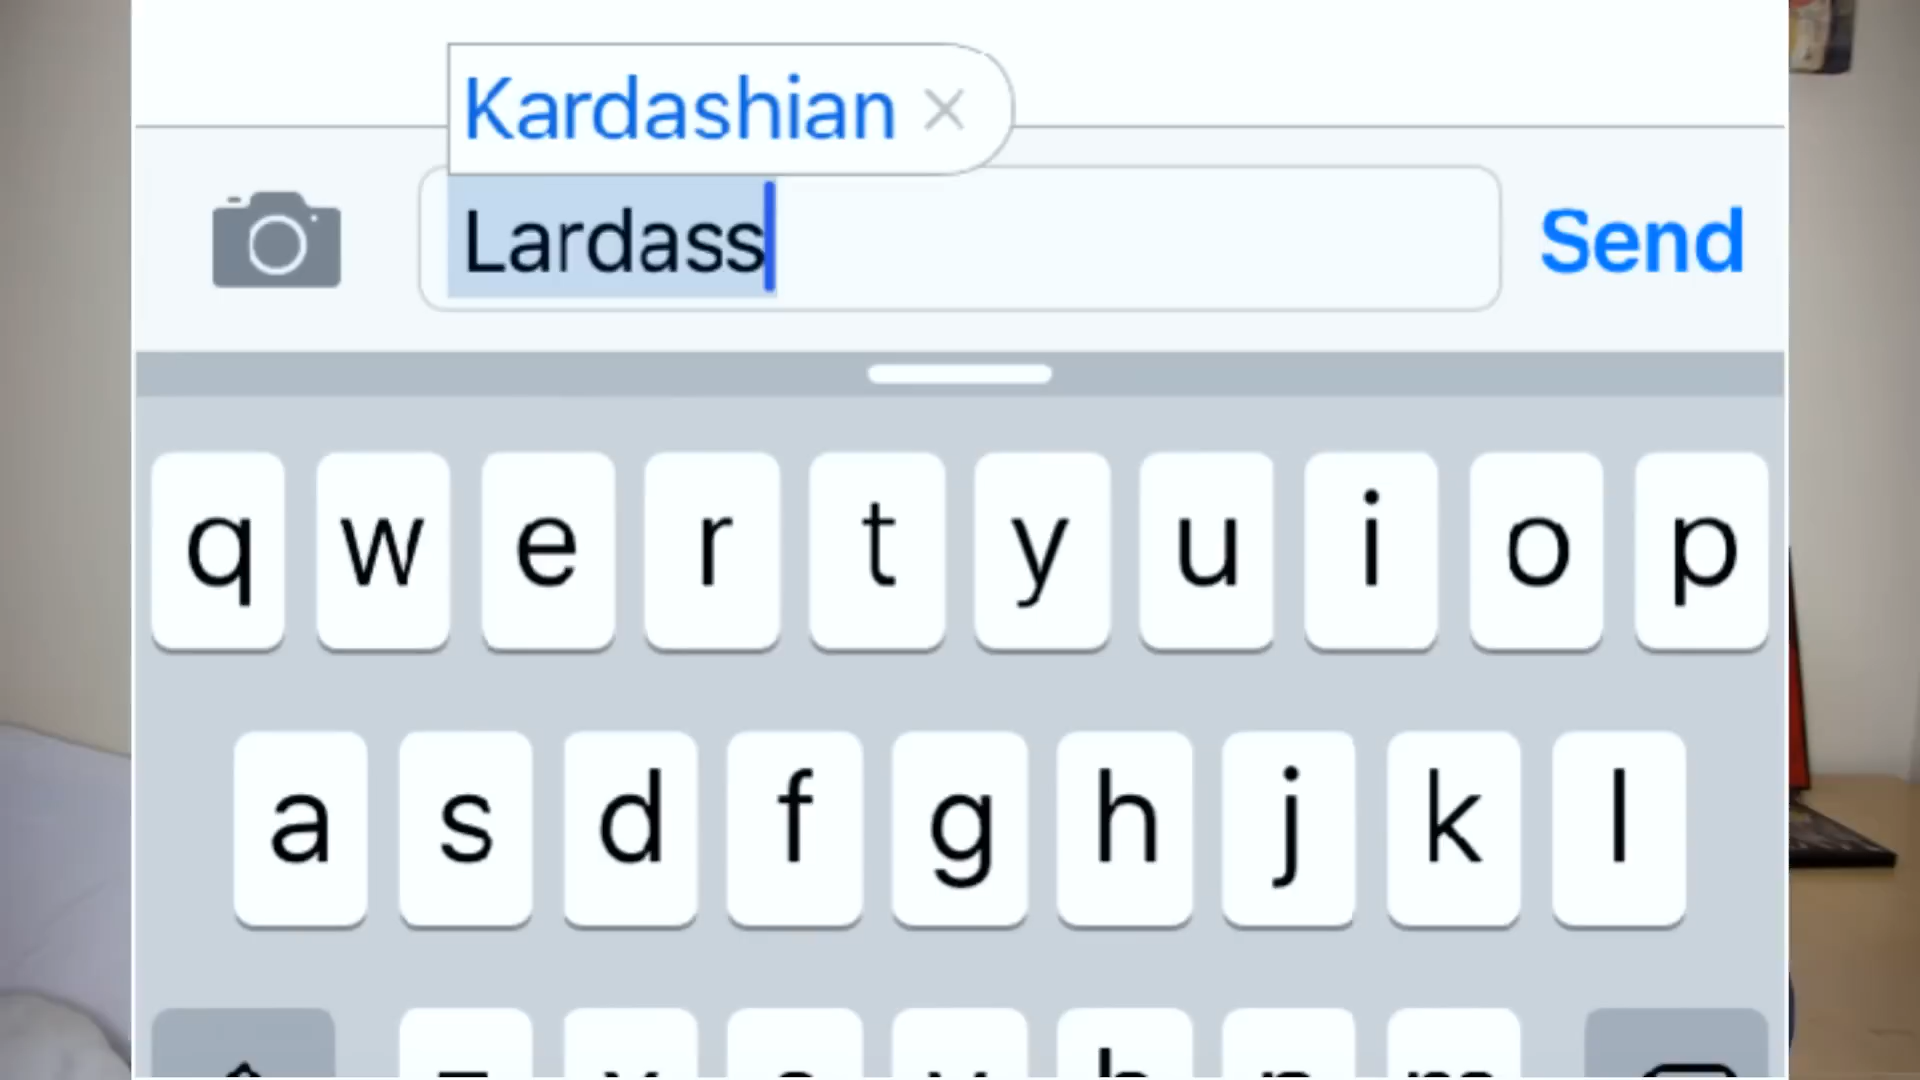 Kardashian ×
Lardass
Send
q w e r t y u i o p
a s d f g h j k l
z x c v b n m